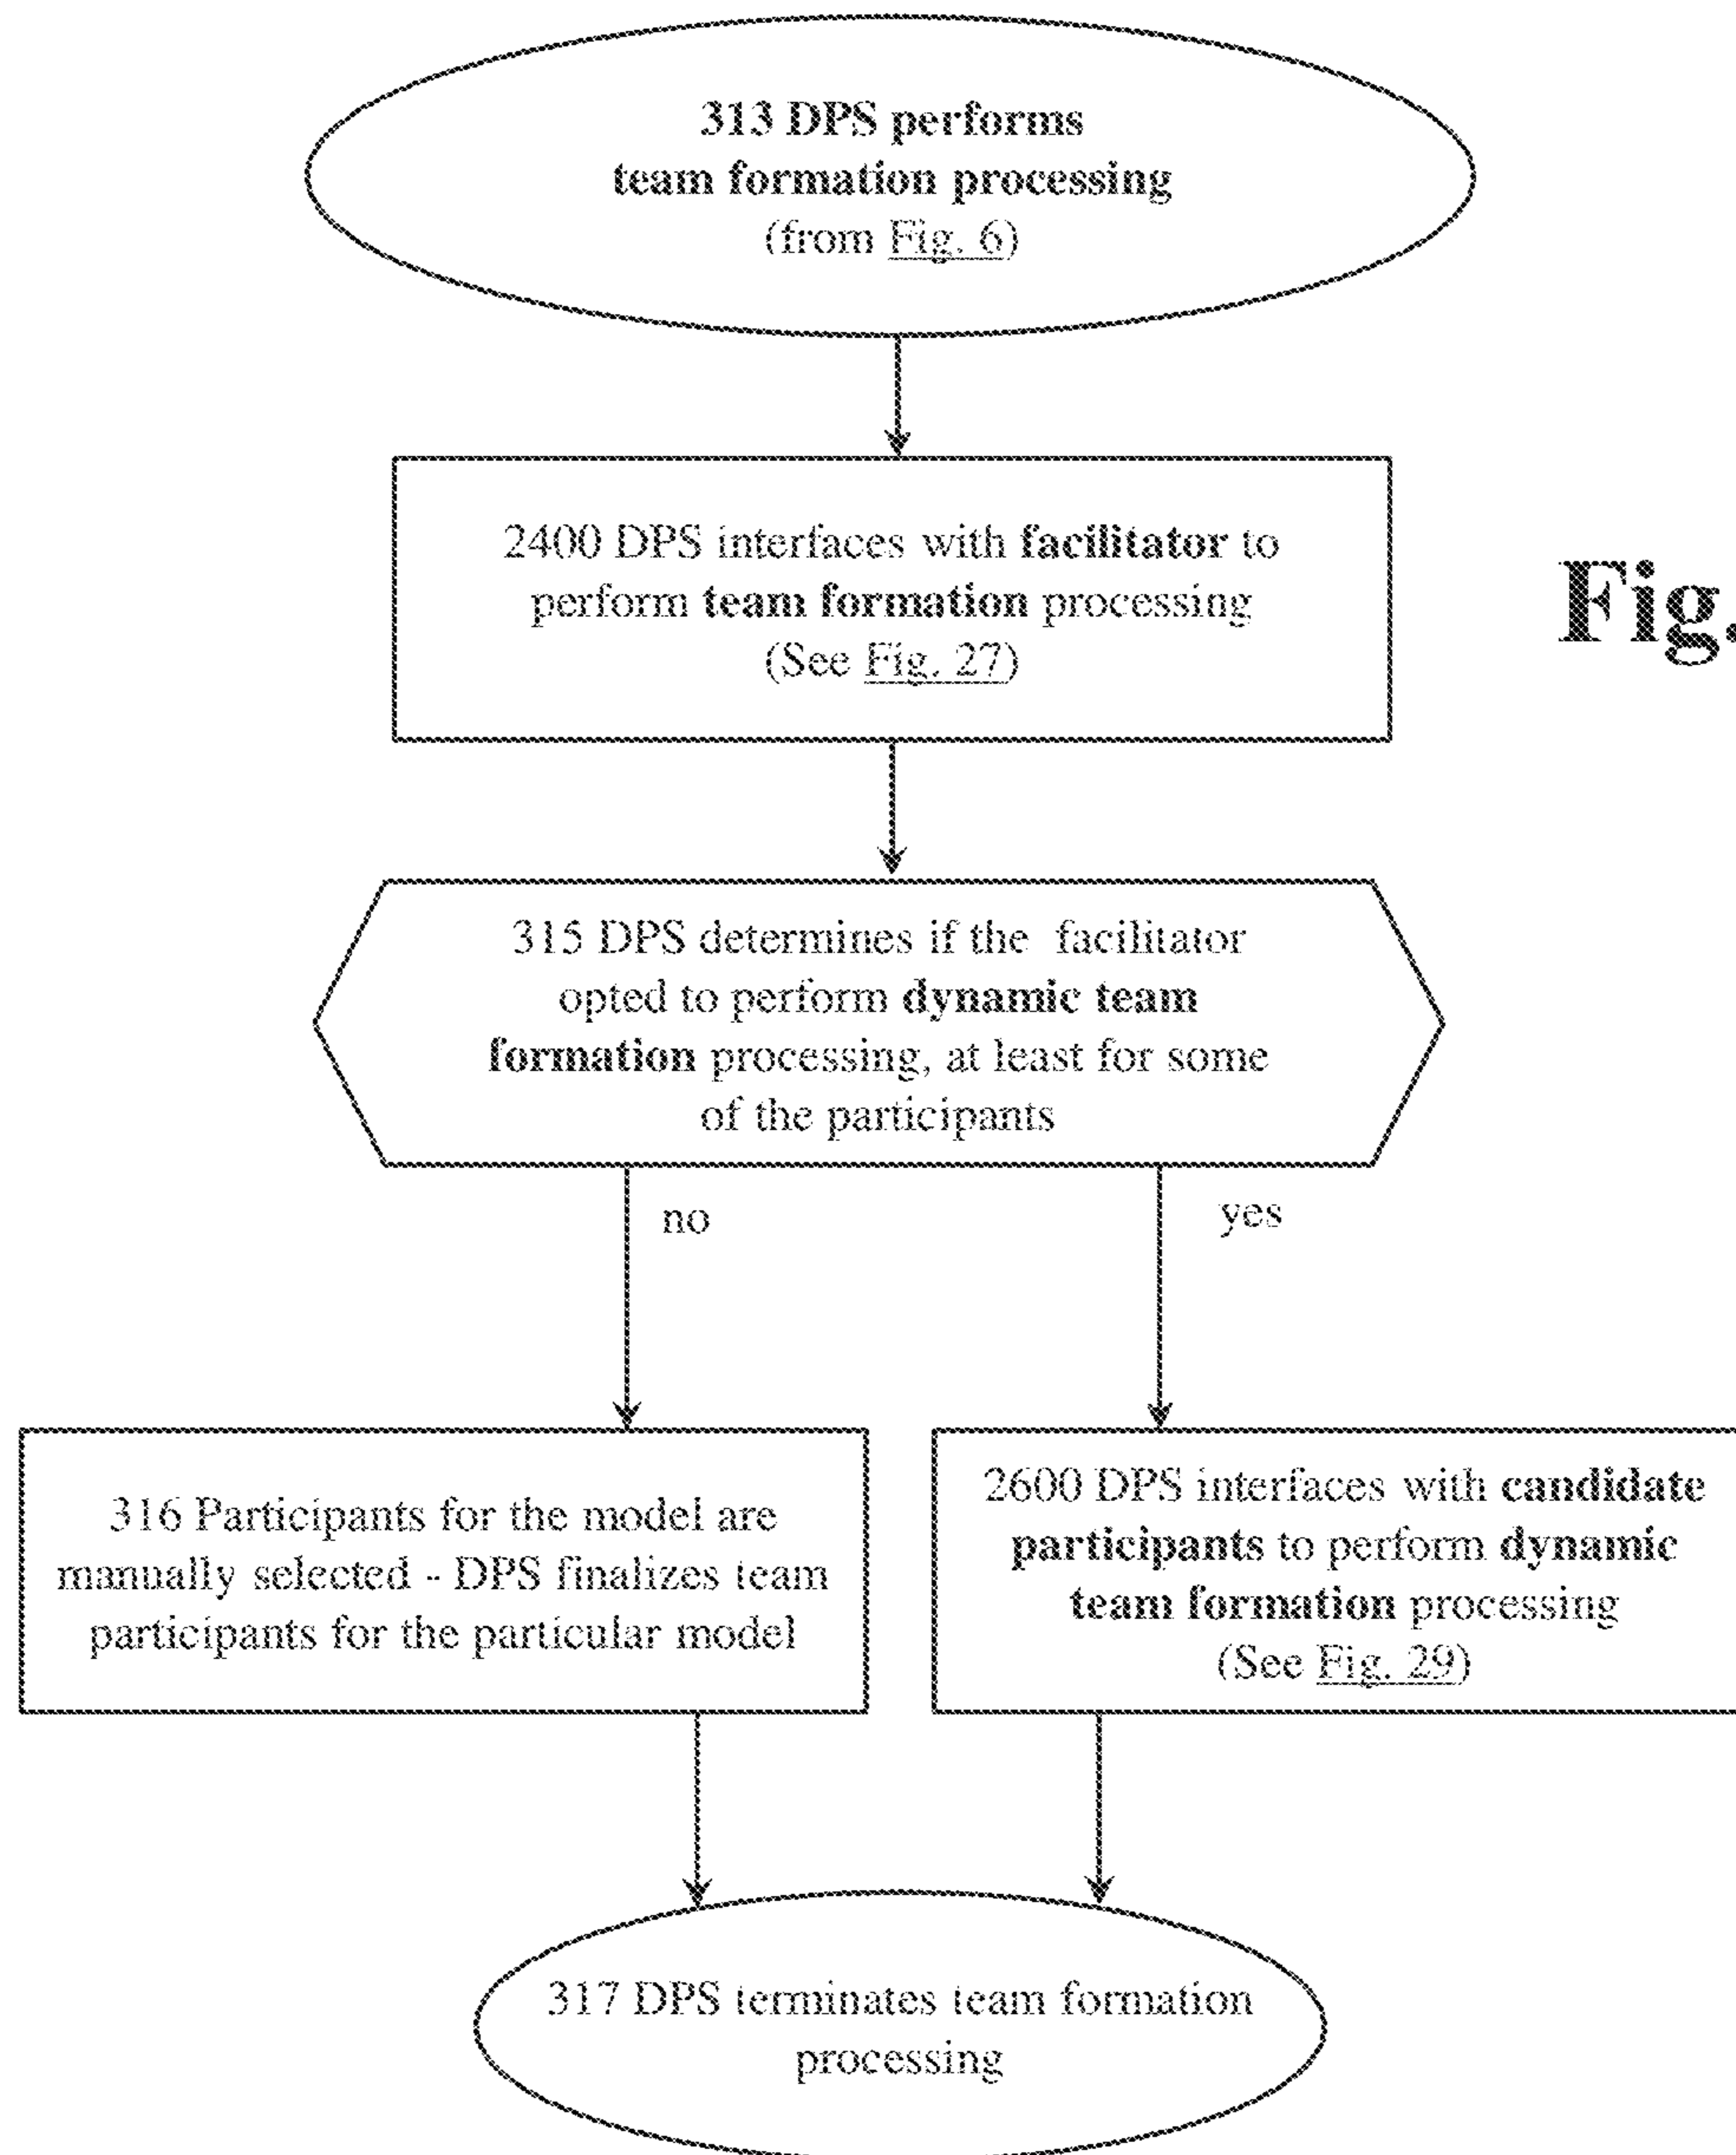 313 DPS performs
team formation processing
(from Fig. 6)
2400 DPS interfaces with facilitator to
perform team formation processing
(See Fig. 27)
Fig.
315 DPS determines if the facilitator
opted to perform dynamic team
formation processing, at least for some
of the participants
no
yes
316 Participants for the model are
manually selected - DPS finalizes team
participants for the particular model
2600 DPS interfaces with candidate
participants to perform dynamic
team formation processing
(See Fig. 29)
317 DPS terminates team formation
processing